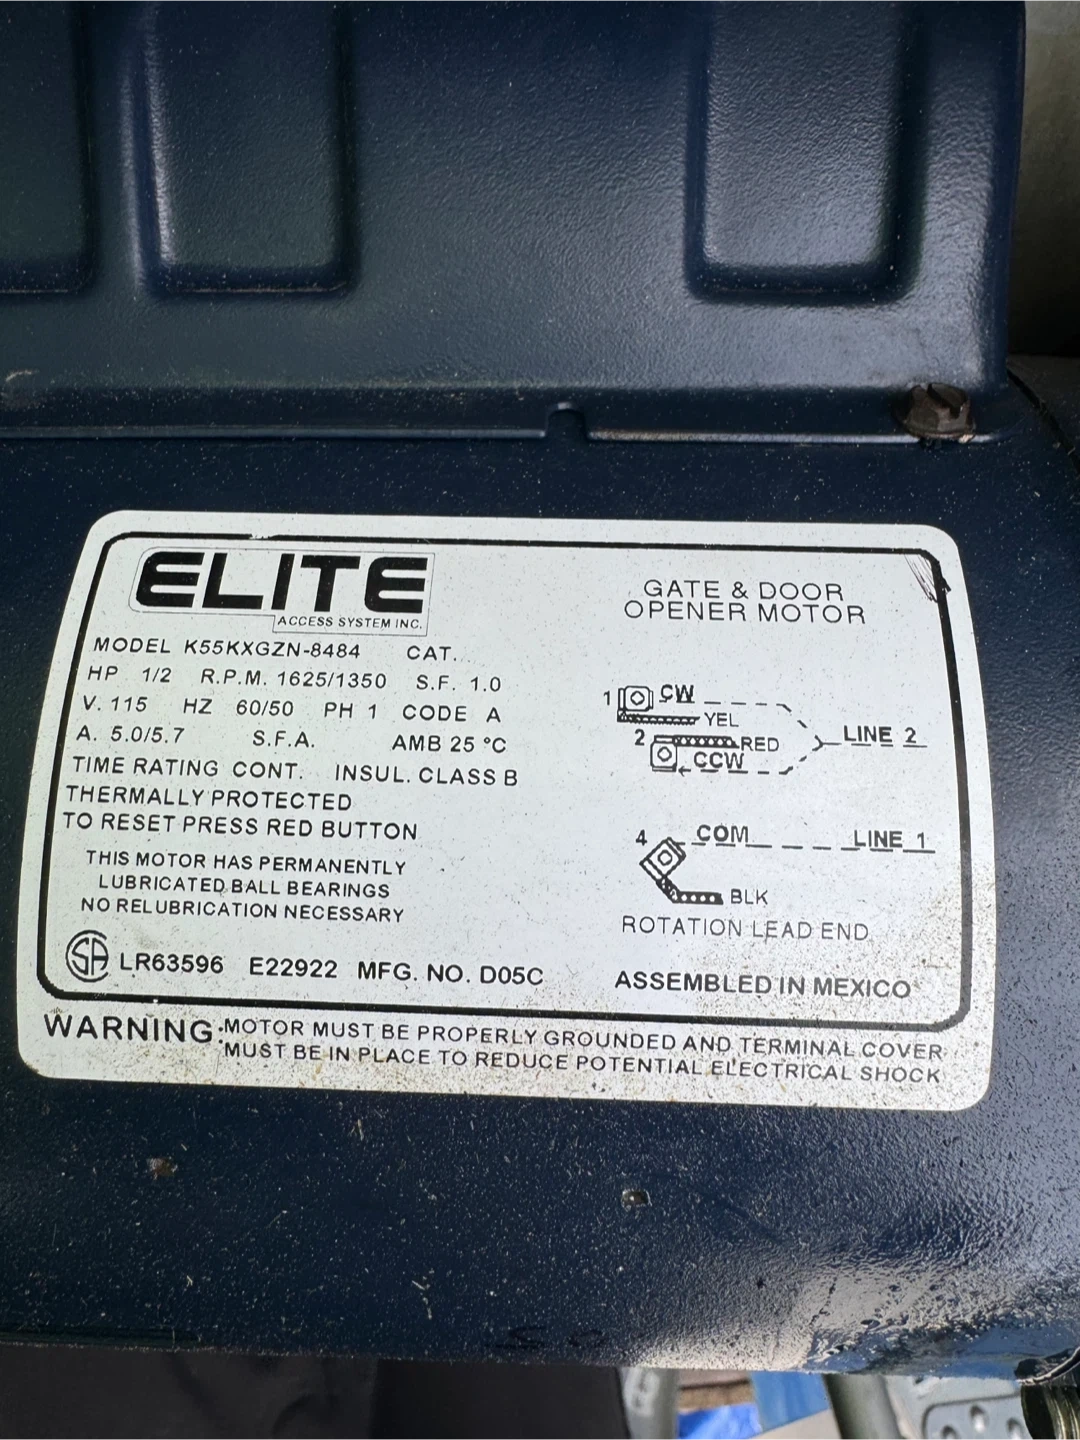 ELITE
ACCESS SYSTEM INC.
MODEL K55KXGZN-8484 CAT.
HP 1/2 R.P.M. 1625/1350 S.F. 1.0
V. 115 HZ 60/50 PH 1 CODE A
A. 5.0/5.7 S.F.A. AMB 25 °C
TIME RATING CONT. INSUL. CLASS B
THERMALLY PROTECTED
TO RESET PRESS RED BUTTON
THIS MOTOR HAS PERMANENTLY
LUBRICATED BALL BEARINGS
NO RELUBRICATION NECESSARY
SA LR63596 E22922 MFG. NO. D05C
GATE & DOOR
OPENER MOTOR
1 CW
YEL
2 RED
CCW
LINE 2
4 COM LINE 1
BLK
ROTATION LEAD END
ASSEMBLED IN MEXICO
WARNING: MOTOR MUST BE PROPERLY GROUNDED AND TERMINAL COVER
MUST BE IN PLACE TO REDUCE POTENTIAL ELECTRICAL SHOCK